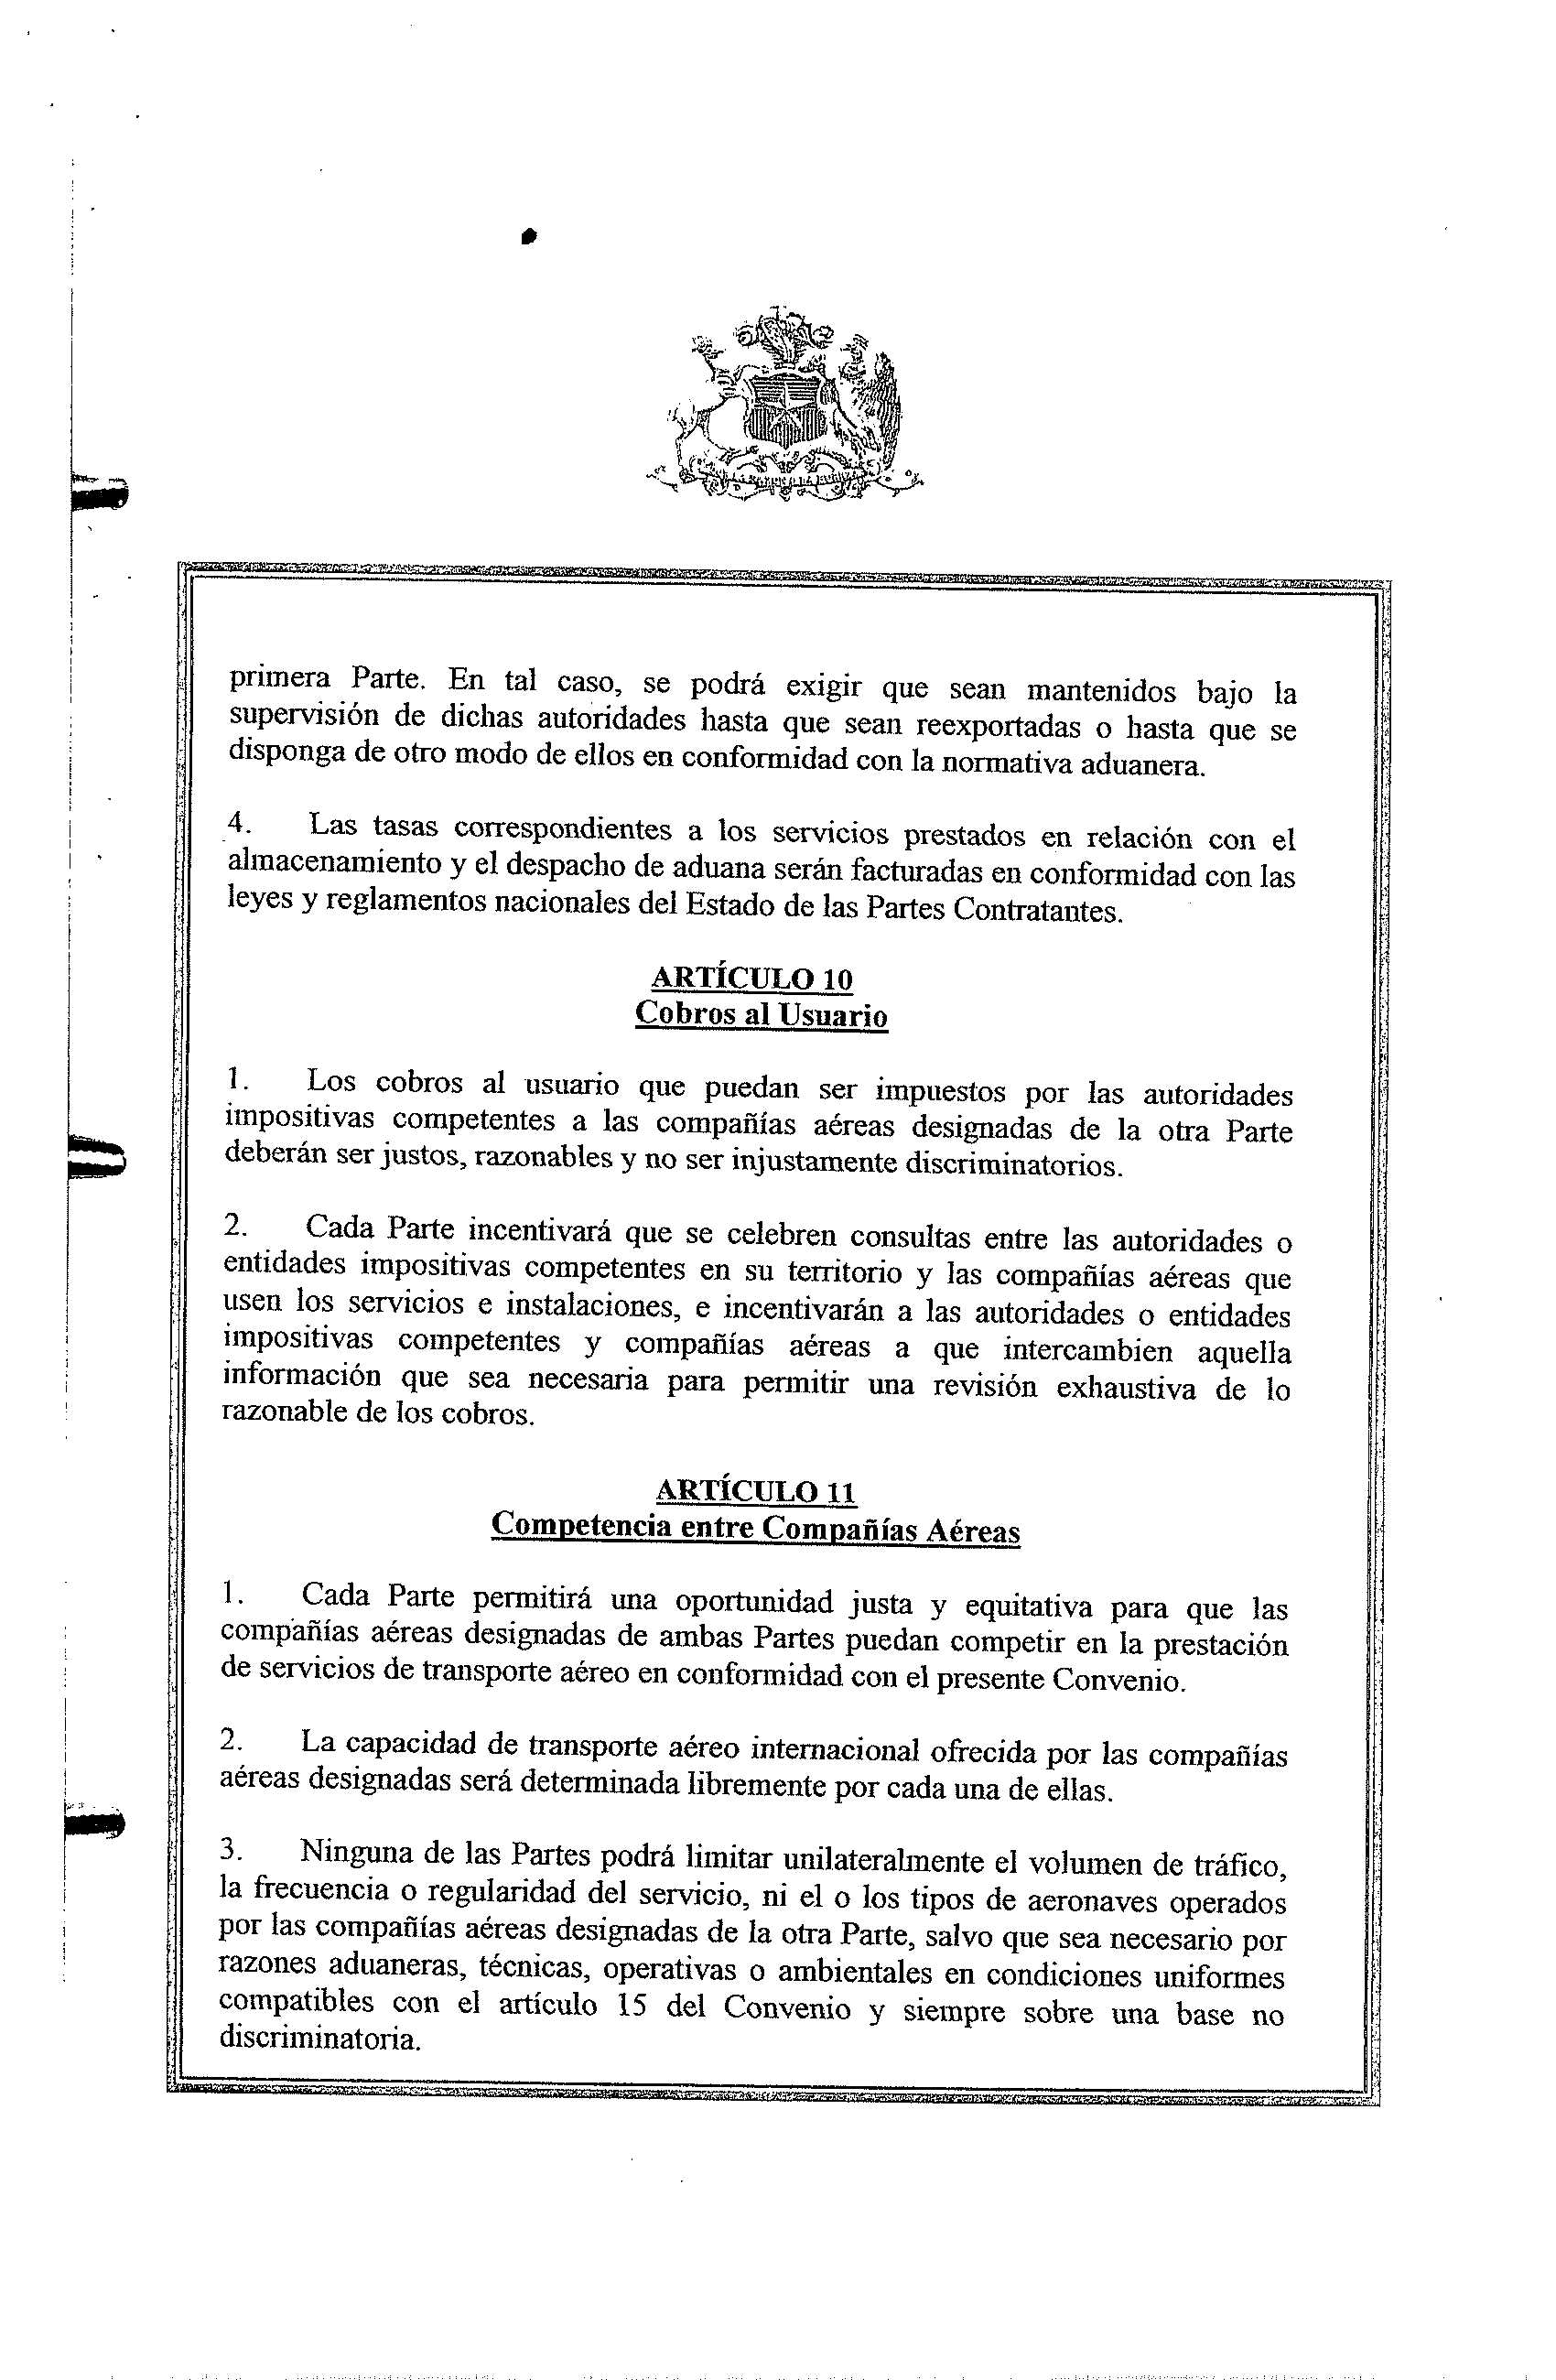 primera Parte. En tal caso, se podrá exigir que sean mantenidos bajo la
supervisión de dichas autoridades hasta que sean reexportadas o hasta que se
disponga de otro modo de ellos en conformidad con la normativa aduanera.
4. Las tasas correspondientes a los servicios prestados en relación con el
almacenamiento y el despacho de aduana serán facturadas en conformidad con las
leyes y reglamentos nacionales del Estado de las Partes Contratantes.
ARTÍCULO 10
Cobros al Usuario
1. Los cobros al usuario que puedan ser impuestos por las autoridades
impositivas competentes a las compañías aéreas designadas de la otra Parte
deberán ser justos, razonables y no ser injustamente discriminatorios.
2. Cada Parte incentivará que se celebren consultas entre las autoridades o
entidades impositivas competentes en su territorio y las compañías aéreas que
usen los servicios e instalaciones, e incentivarán a las autoridades o entidades
impositivas competentes y compañías aéreas a que intercambien aquella
información que sea necesaria para permitir una revisión exhaustiva de lo
razonable de los cobros.
ARTÍCULO 11
Competencia entre Compañías Aéreas
1. Cada Parte permitirá una oportunidad justa y equitativa para que las
compañías aéreas designadas de ambas Partes puedan competir en la prestación
de servicios de transporte aéreo en conformidad con el presente Convenio.
2. La capacidad de transporte aéreo internacional ofrecida por las compañías
aéreas designadas será determinada libremente por cada una de ellas.
3. Ninguna de las Partes podrá limitar unilateralmente el volumen de tráfico,
la frecuencia o regularidad del servicio, ni el o los tipos de aeronaves operados
por las compañías aéreas designadas de la otra Parte, salvo que sea necesario por
razones aduaneras, técnicas, operativas o ambientales en condiciones uniformes
compatibles con el artículo 15 del Convenio y siempre sobre una base no
discriminatoria.